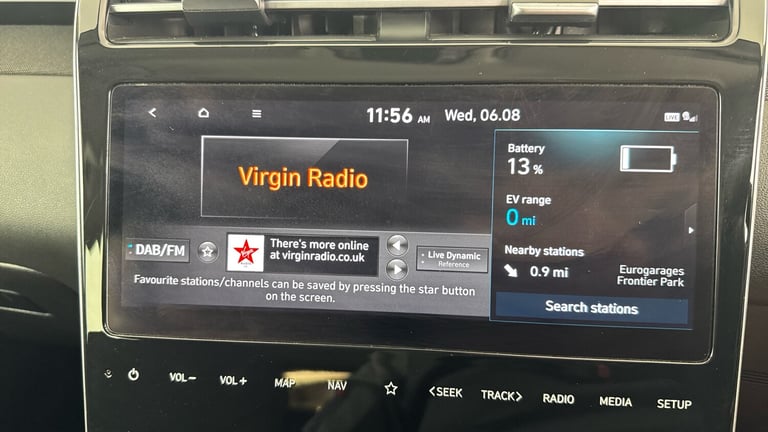 11:56 AM Wed, 06.08
LIVE
Virgin Radio
DAB/FM
There's more online
at virginradio.co.uk
Live Dynamic
Reference
Favourite stations/channels can be saved by pressing the star button
on the screen.
Battery
13 %
EV range
0 mi
Nearby stations
0.9 mi
Eurogarages
Frontier Park
Search stations
VOL−
VOL+
MAP
NAV
<SEEK
TRACK>
RADIO
MEDIA
SETUP